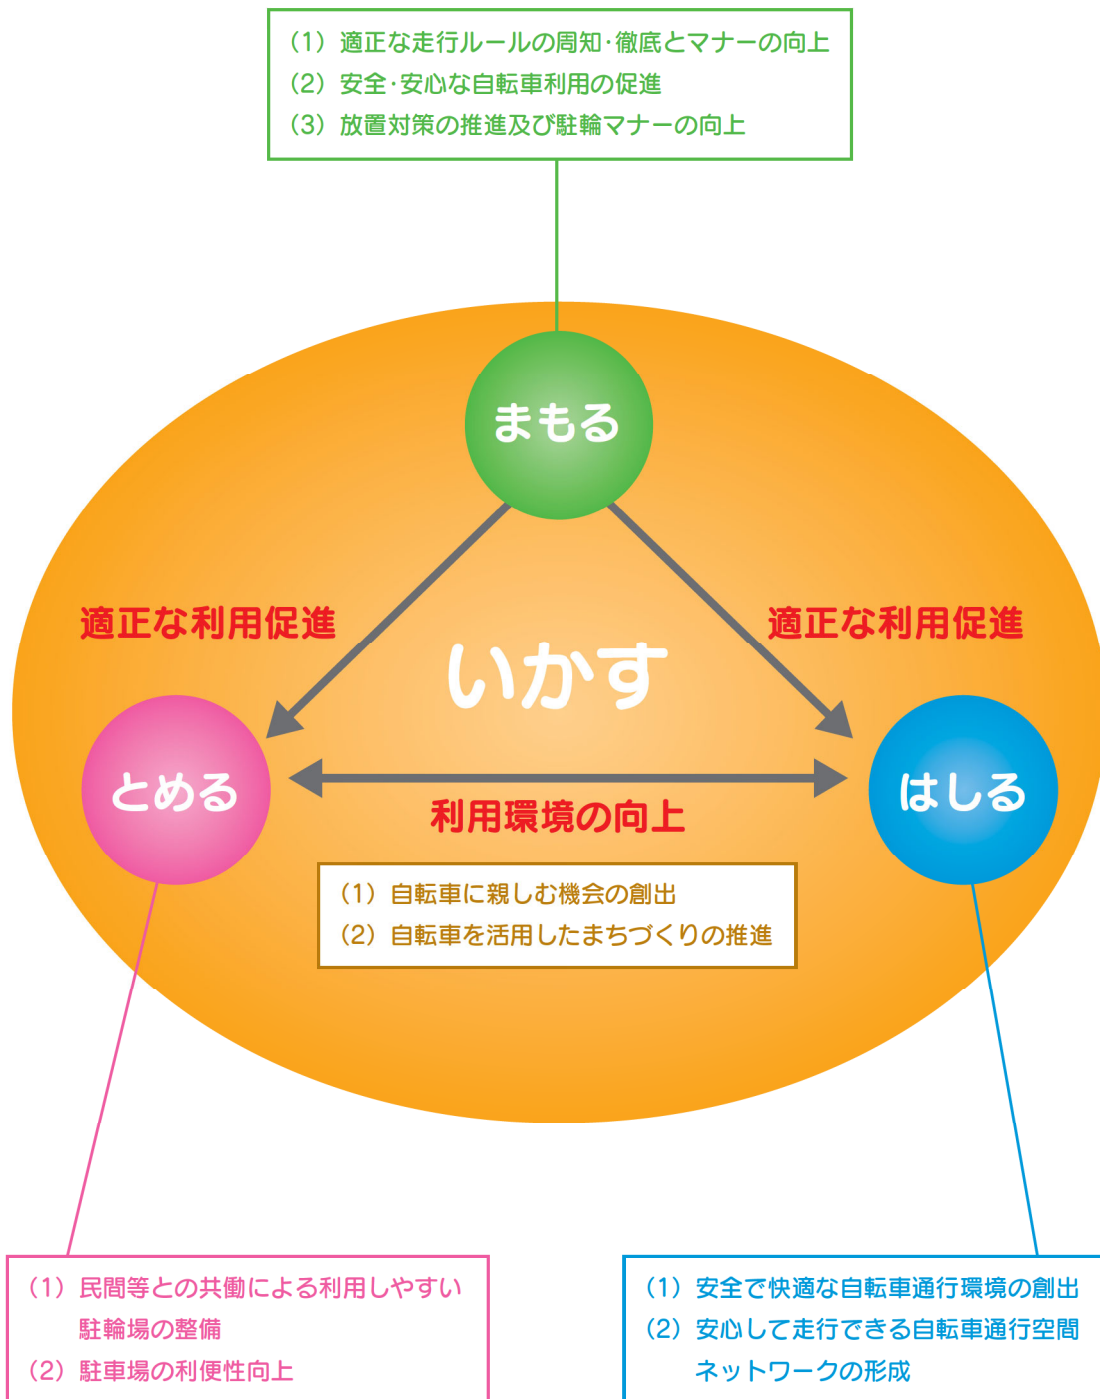 (1) 適正な走行ルールの周知・徹底とマナーの向上
(2) 安全・安心な自転車利用の促進
(3) 放置対策の推進及び駐輪マナーの向上
まもる
適正な利用促進
適正な利用促進
いかす
とめる
はしる
利用環境の向上
(1) 自転車に親しむ機会の創出
(2) 自転車を活用したまちづくりの推進
(1) 民間等との共働による利用しやすい
駐輪場の整備
(2) 駐車場の利便性向上
(1) 安全で快適な自転車通行環境の創出
(2) 安心して走行できる自転車通行空間
ネットワークの形成